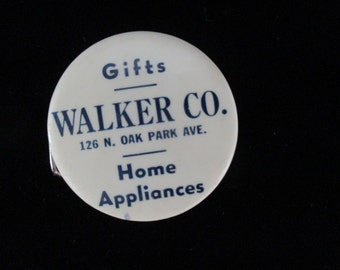 Gifts
WALKER CO.
126 N. OAK PARK AVE.
Home
Appliances